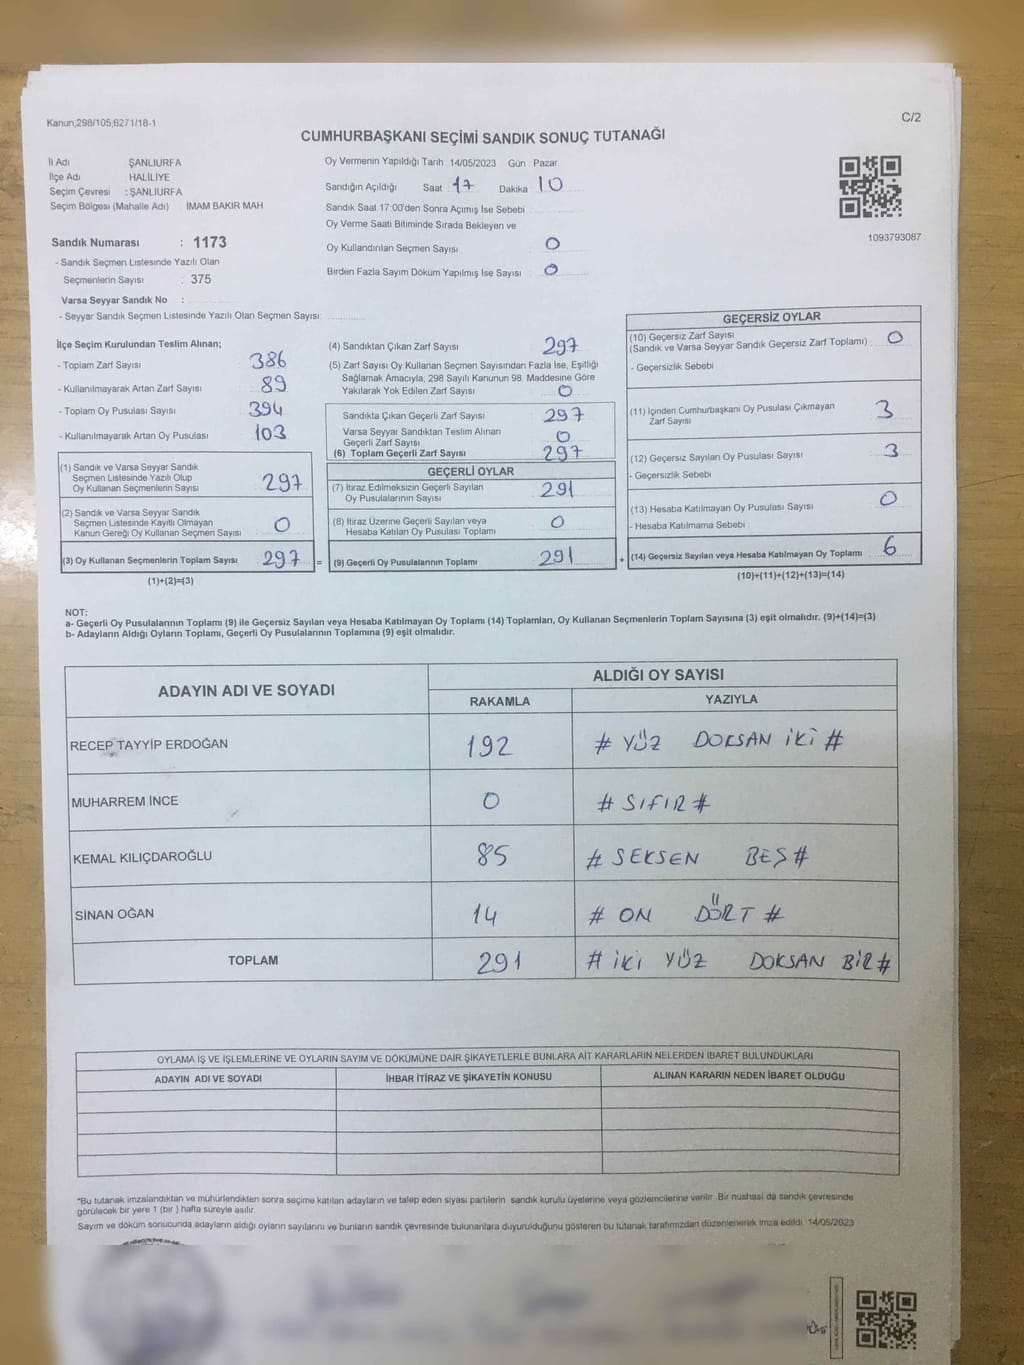 Kanun;298/105;6271/18-1
C/2
CUMHURBAŞKANI SEÇİMİ SANDIK SONUÇ TUTANAĞI
İl Adı ŞANLIURFA
İlçe Adı HALİLİYE
Seçim Çevresi : ŞANLIURFA
Seçim Bölgesi (Mahalle Adı) İMAM BAKIR MAH
Sandık Numarası : 1173
- Sandık Seçmen Listesinde Yazılı Olan
Seçmenlerin Sayısı : 375
Varsa Seyyar Sandık No :
- Seyyar Sandık Seçmen Listesinde Yazılı Olan Seçmen Sayısı:
Oy Vermenin Yapıldığı Tarih 14/05/2023 Gün Pazar
Sandığın Açıldığı Saat 17 Dakika 10
Sandık Saat 17:00'den Sonra Açımış İse Sebebi
Oy Verme Saati Bitiminde Sırada Bekleyen ve
Oy Kullandırılan Seçmen Sayısı 0
Birden Fazla Sayım Döküm Yapılmış İse Sayısı 0
1093793087
İlçe Seçim Kurulundan Teslim Alınan;
- Toplam Zarf Sayısı 386
- Kullanılmayarak Artan Zarf Sayısı 89
- Toplam Oy Pusulası Sayısı 394
- Kullanılmayarak Artan Oy Pusulası 103
(1) Sandık ve Varsa Seyyar Sandık
Seçmen Listesinde Yazılı Olup
Oy Kullanan Seçmenlerin Sayısı 297
(2) Sandık ve Varsa Seyyar Sandık
Seçmen Listesinde Kayıtlı Olmayan
Kanun Gereği Oy Kullanan Seçmen Sayısı 0
(3) Oy Kullanan Seçmenlerin Toplam Sayısı 297 =
(1)+(2)=(3)
(4) Sandıktan Çıkan Zarf Sayısı 297
(5) Zarf Sayısı Oy Kullanan Seçmen Sayısından Fazla İse, Eşitliği
Sağlamak Amacıyla, 298 Sayılı Kanunun 98. Maddesine Göre
Yakılarak Yok Edilen Zarf Sayısı 0
Sandıkta Çıkan Geçerli Zarf Sayısı 297
Varsa Seyyar Sandıktan Teslim Alınan
Geçerli Zarf Sayısı 0
(6) Toplam Geçerli Zarf Sayısı 297
GEÇERLİ OYLAR
(7) İtiraz Edilmeksizin Geçerli Sayılan
Oy Pusulalarının Sayısı 291
(8) İtiraz Üzerine Geçerli Sayılan veya
Hesaba Katılan Oy Pusulası Toplamı 0
(9) Geçerli Oy Pusulalarının Toplamı 291 +
GEÇERSİZ OYLAR
(10) Geçersiz Zarf Sayısı
(Sandık ve Varsa Seyyar Sandık Geçersiz Zarf Toplamı) 0
- Geçersizlik Sebebi
(11) İçinden Cumhurbaşkanı Oy Pusulası Çıkmayan
Zarf Sayısı 3
(12) Geçersiz Sayılan Oy Pusulası Sayısı 3
- Geçersizlik Sebebi
(13) Hesaba Katılmayan Oy Pusulası Sayısı 0
- Hesaba Katılmama Sebebi
(14) Geçersiz Sayılan veya Hesaba Katılmayan Oy Toplamı 6
(10)+(11)+(12)+(13)=(14)
NOT:
a- Geçerli Oy Pusulalarının Toplamı (9) ile Geçersiz Sayılan veya Hesaba Katılmayan Oy Toplamı (14) Toplamları, Oy Kullanan Seçmenlerin Toplam Sayısına (3) eşit olmalıdır. (9)+(14)=(3)
b- Adayların Aldığı Oyların Toplamı, Geçerli Oy Pusulalarının Toplamına (9) eşit olmalıdır.
ADAYIN ADI VE SOYADI ALDIĞI OY SAYISI
RAKAMLA YAZIYLA
RECEP TAYYİP ERDOĞAN 192 # YÜZ DOKSAN İKİ #
MUHARREM İNCE 0 # SIFIR #
KEMAL KILIÇDAROĞLU 85 # SEKSEN BEŞ #
SİNAN OĞAN 14 # ON DÖRT #
TOPLAM 291 # İKİ YÜZ DOKSAN BİR #
OYLAMA İŞ VE İŞLEMLERİNE VE OYLARIN SAYIM VE DÖKÜMÜNE DAİR ŞİKAYETLERLE BUNLARA AİT KARARLARIN NELERDEN İBARET BULUNDUKLARI
ADAYIN ADI VE SOYADI İHBAR İTİRAZ VE ŞİKAYETİN KONUSU ALINAN KARARIN NEDEN İBARET OLDUĞU
*Bu tutanak imzalandıktan ve mühürlendikten sonra seçime katılan adayların ve talep eden siyasi partilerin sandık kurulu üyelerine veya gözlemcilerine verilir. Bir nüshası da sandık çevresinde
görülecek bir yere 1 (bir ) hafta süreyle asılır.
Sayım ve döküm sonucunda adayların aldığı oyların sayılarını ve bunların sandık çevresinde bulunanlara duyurulduğunu gösteren bu tutanak tarafımızdan düzenlenerek imza edildi. 14/05/2023